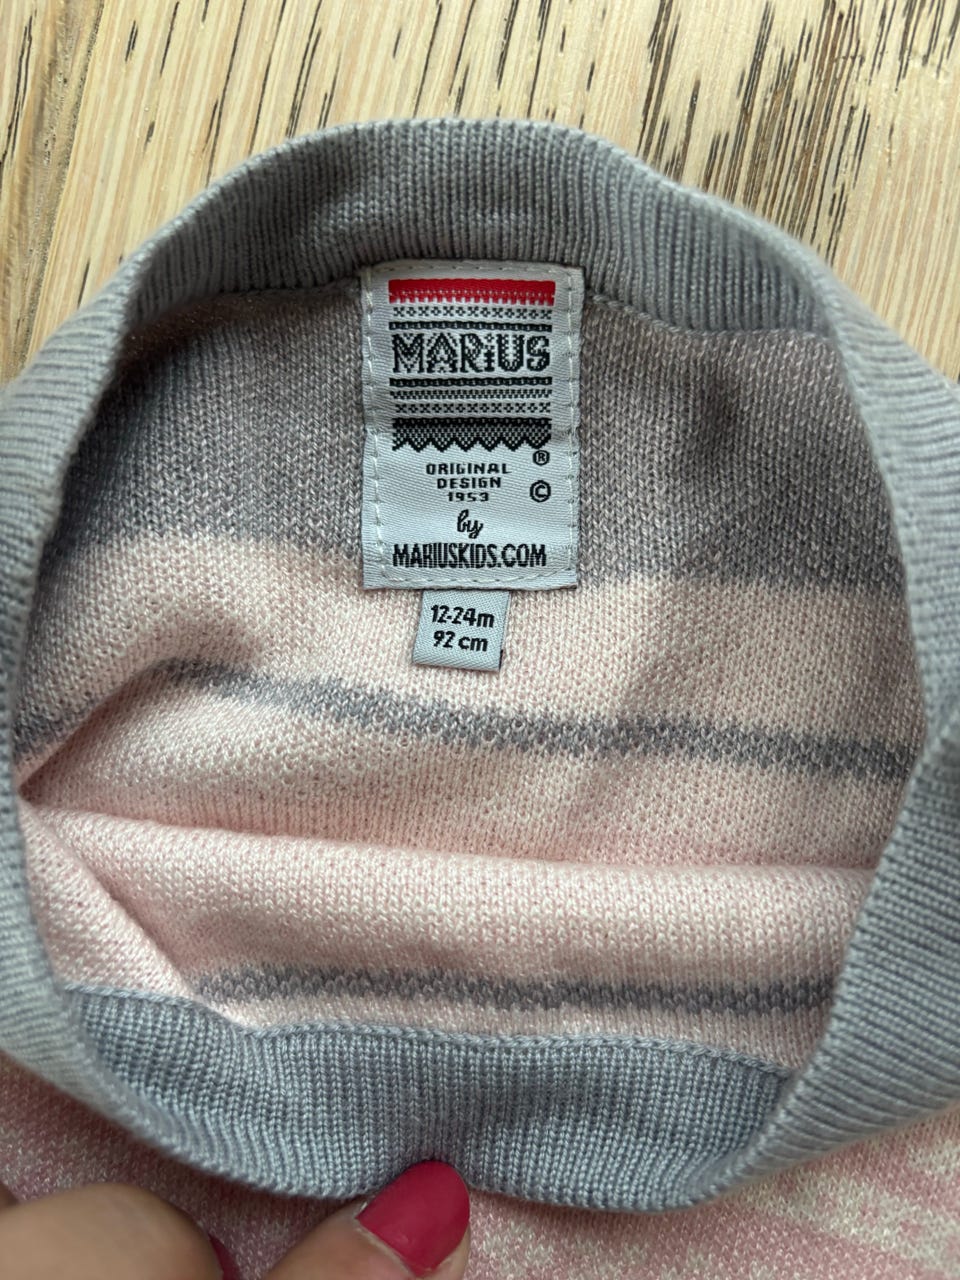 MARiUS
®
ORIGINAL
DESIGN
1953
©
by
MARIUSKIDS.COM
12-24m
92 cm